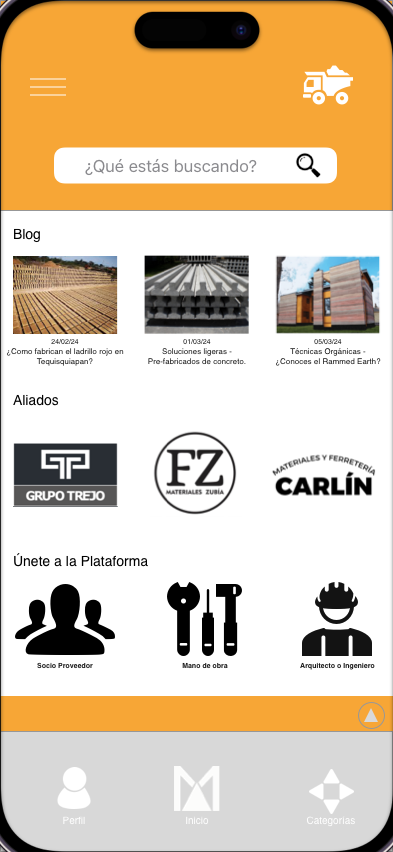 ¿Qué estás buscando?
Blog
24/02/24
¿Como fabrican el ladrillo rojo en
Tequisquiapan?
01/03/24
Soluciones ligeras -
Pre-fabricados de concreto.
05/03/24
Técnicas Orgánicas -
¿Conoces el Rammed Earth?
Aliados
GRUPO TREJO
FZ
MATERIALES ZUBÍA
MATERIALES Y FERRETERÍA
CARLÍN
Únete a la Plataforma
Socio Proveedor
Mano de obra
Arquitecto o Ingeniero
Perfil
Inicio
Categorías